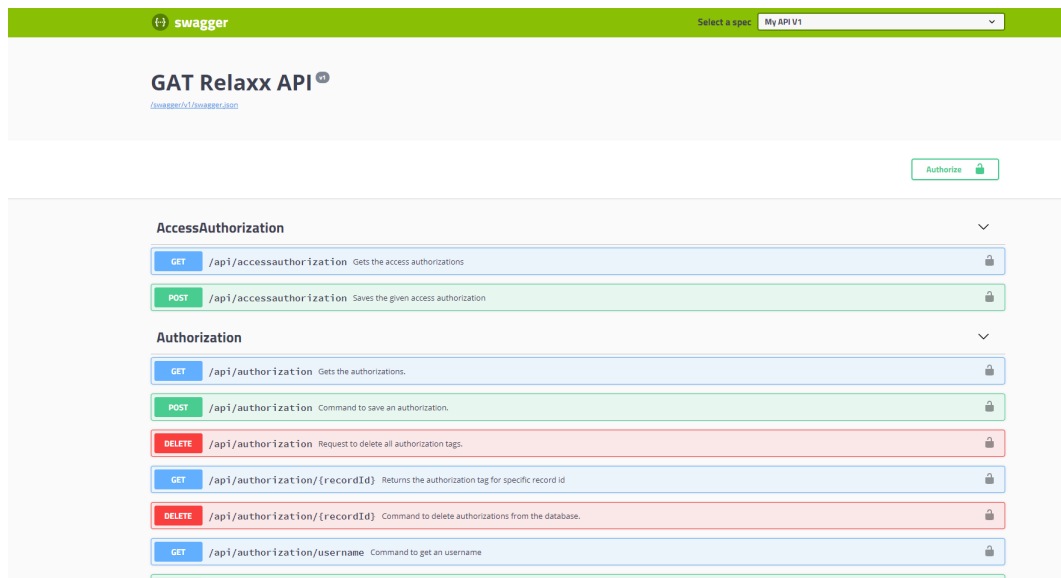 swagger Select a spec My API V1
GAT Relaxx API v1
/swagger/v1/swagger.json
Authorize
AccessAuthorization
GET /api/accessauthorization Gets the access authorizations
POST /api/accessauthorization Saves the given access authorization
Authorization
GET /api/authorization Gets the authorizations.
POST /api/authorization Command to save an authorization.
DELETE /api/authorization Request to delete all authorization tags.
GET /api/authorization/{recordId} Returns the authorization tag for specific record id
DELETE /api/authorization/{recordId} Command to delete authorizations from the database.
GET /api/authorization/username Command to get an username